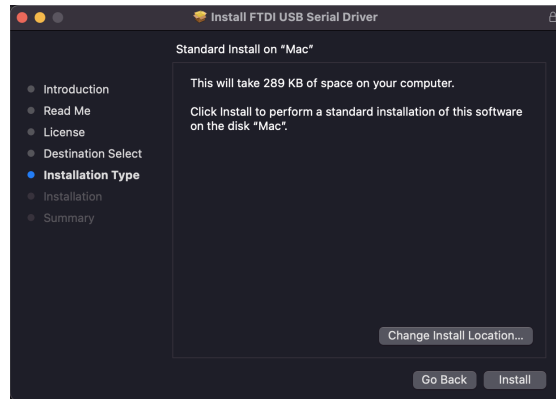 Install FTDI USB Serial Driver
Standard Install on “Mac”
Introduction
Read Me
License
Destination Select
Installation Type
Installation
Summary
This will take 289 KB of space on your computer.
Click Install to perform a standard installation of this software
on the disk “Mac”.
Change Install Location...
Go Back
Install